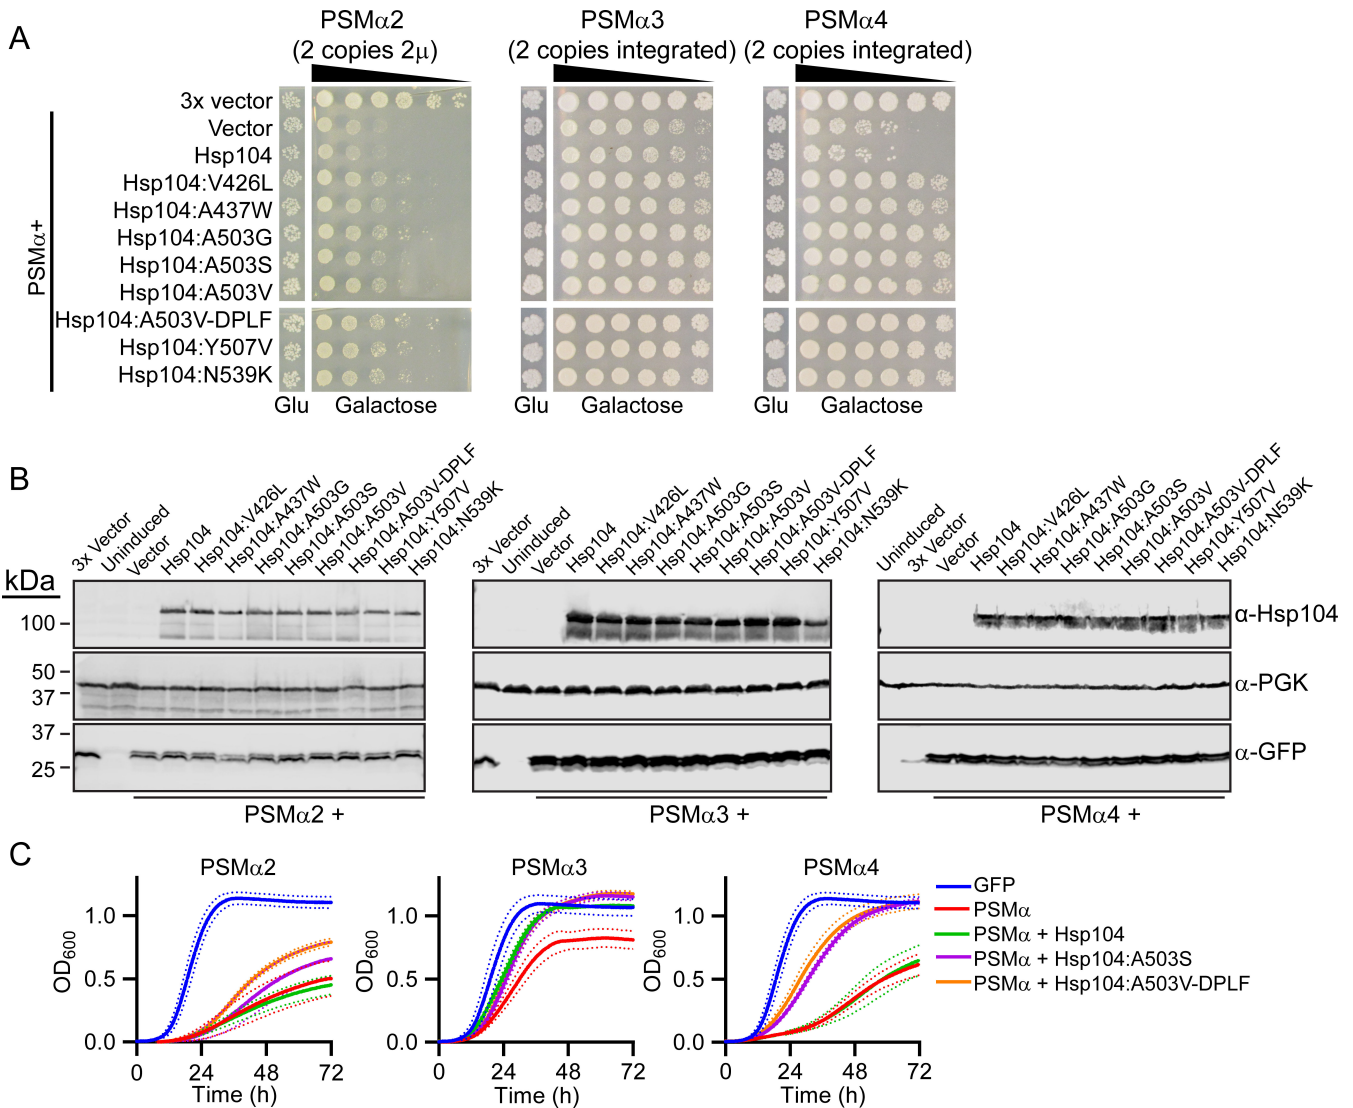 A
PSMα2
(2 copies 2μ)
PSMα3
(2 copies integrated)
PSMα4
(2 copies integrated)
PSMα+
3x vector
Vector
Hsp104
Hsp104:V426L
Hsp104:A437W
Hsp104:A503G
Hsp104:A503S
Hsp104:A503V
Hsp104:A503V-DPLF
Hsp104:Y507V
Hsp104:N539K
Glu
Galactose
Glu
Galactose
Glu
Galactose
B
3x Vector
Uninduced
Vector
Hsp104
Hsp104:V426L
Hsp104:A437W
Hsp104:A503G
Hsp104:A503S
Hsp104:A503V
Hsp104:A503V-DPLF
Hsp104:Y507V
Hsp104:N539K
3x Vector
Uninduced
Vector
Hsp104
Hsp104:V426L
Hsp104:A437W
Hsp104:A503G
Hsp104:A503S
Hsp104:A503V
Hsp104:A503V-DPLF
Hsp104:Y507V
Hsp104:N539K
Uninduced
3x Vector
Vector
Hsp104
Hsp104:V426L
Hsp104:A437W
Hsp104:A503G
Hsp104:A503S
Hsp104:A503V
Hsp104:A503V-DPLF
Hsp104:Y507V
Hsp104:N539K
kDa
100
50
37
37
25
α-Hsp104
α-PGK
α-GFP
PSMα2 +
PSMα3 +
PSMα4 +
C
PSMα2
OD600
1.0
0.5
0.0
0
24
48
72
Time (h)
PSMα3
OD600
1.0
0.5
0.0
0
24
48
72
Time (h)
PSMα4
OD600
1.0
0.5
0.0
0
24
48
72
Time (h)
GFP
PSMα
PSMα + Hsp104
PSMα + Hsp104:A503S
PSMα + Hsp104:A503V-DPLF